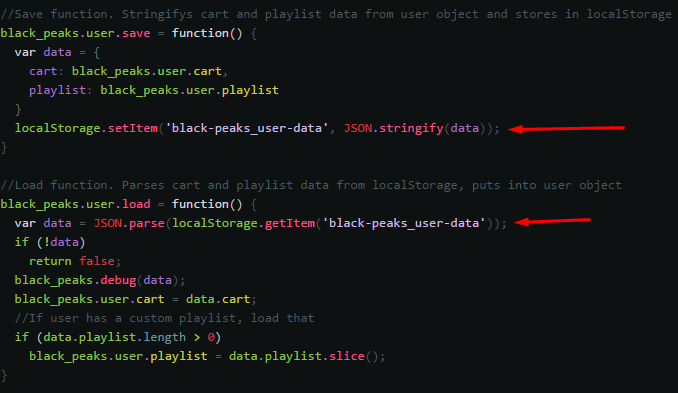 //Save function. Stringifys cart and playlist data from user object and stores in localStorage
black_peaks.user.save = function() {
  var data = {
    cart: black_peaks.user.cart,
    playlist: black_peaks.user.playlist
  }
  localStorage.setItem('black-peaks_user-data', JSON.stringify(data));
}

//Load function. Parses cart and playlist data from localStorage, puts into user object
black_peaks.user.load = function() {
  var data = JSON.parse(localStorage.getItem('black-peaks_user-data'));
  if (!data)
    return false;
  black_peaks.debug(data);
  black_peaks.user.cart = data.cart;
  //If user has a custom playlist, load that
  if (data.playlist.length > 0)
    black_peaks.user.playlist = data.playlist.slice();
}